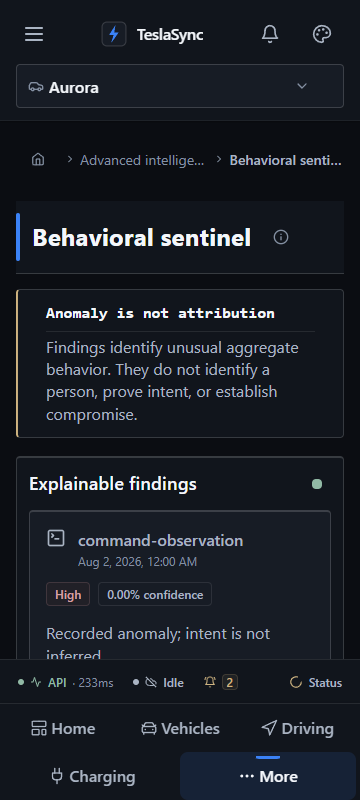 TeslaSync
Aurora
Advanced intellige... Behavioral senti...
Behavioral sentinel
Anomaly is not attribution
Findings identify unusual aggregate
behavior. They do not identify a
person, prove intent, or establish
compromise.
Explainable findings
command-observation
Aug 2, 2026, 12:00 AM
High 0.00% confidence
Recorded anomaly; intent is not
inferred
API · 233ms Idle 2 Status
Home Vehicles Driving
Charging More